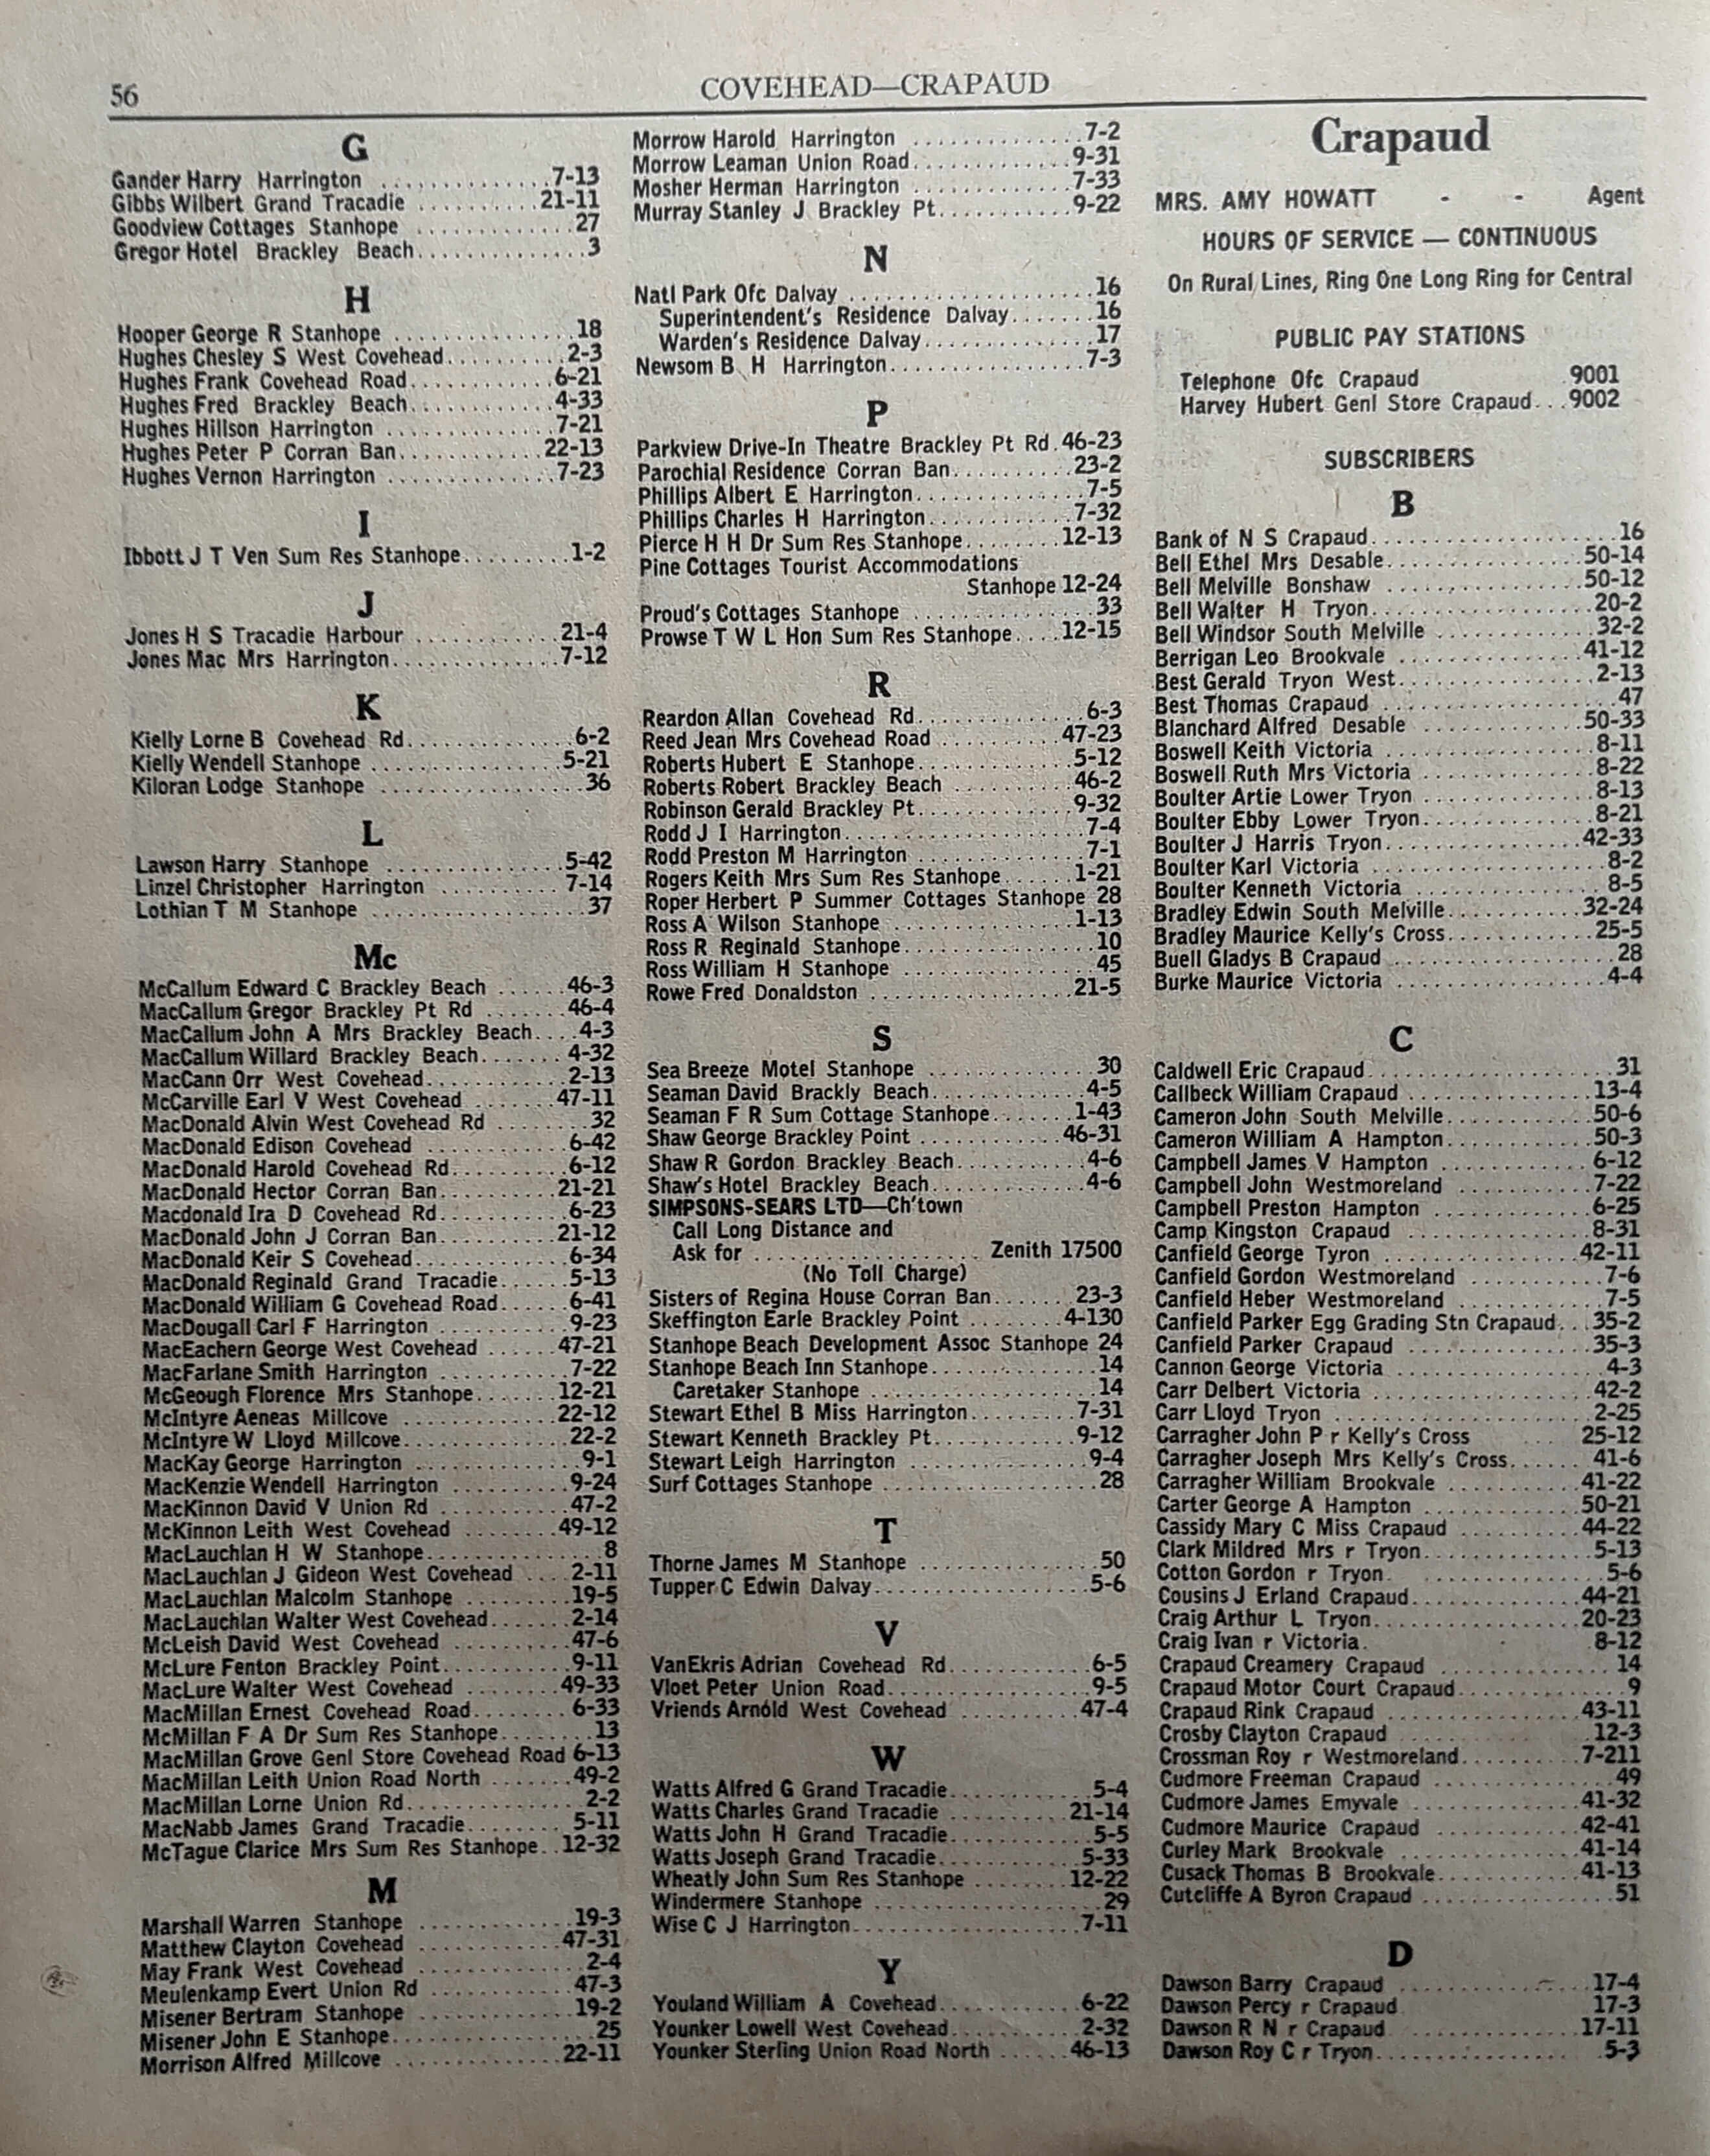 56
COVEHEAD—CRAPAUD
G
Gander Harry Harrington .............. 7-13
Gibbs Wilbert Grand Tracadie .......... 21-11
Goodview Cottages Stanhope ............. 27
Gregor Hotel Brackley Beach.............. 3
H
Hooper George R Stanhope ............... 18
Hughes Chesley S West Covehead.......... 2-3
Hughes Frank Covehead Road............ 6-21
Hughes Fred Brackley Beach............ 4-33
Hughes Hillson Harrington .............. 7-21
Hughes Peter P Corran Ban............ 22-13
Hughes Vernon Harrington .............. 7-23
I
Ibbott J T Ven Sum Res Stanhope......... 1-2
J
Jones H S Tracadie Harbour ............ 21-4
Jones Mac Mrs Harrington.............. 7-12
K
Kielly Lorne B Covehead Rd.............. 6-2
Kielly Wendell Stanhope ................ 5-21
Kiloran Lodge Stanhope ................. 36
L
Lawson Harry Stanhope ................ 5-42
Linzel Christopher Harrington .......... 7-14
Lothian T M Stanhope .................. 37
Mc
McCallum Edward C Brackley Beach ...... 46-3
MacCallum Gregor Brackley Pt Rd ....... 46-4
MacCallum John A Mrs Brackley Beach.... 4-3
MacCallum Willard Brackley Beach....... 4-32
MacCann Orr West Covehead............ 2-13
McCarville Earl V West Covehead ....... 47-11
MacDonald Alvin West Covehead Rd ........ 32
MacDonald Edison Covehead ............ 6-42
MacDonald Harold Covehead Rd.......... 6-12
MacDonald Hector Corran Ban.......... 21-21
Macdonald Ira D Covehead Rd........... 6-23
MacDonald John J Corran Ban.......... 21-12
MacDonald Keir S Covehead............. 6-34
MacDonald Reginald Grand Tracadie...... 5-13
MacDonald William G Covehead Road...... 6-41
MacDougall Carl F Harrington ........... 9-23
MacEachern George West Covehead ...... 47-21
MacFarlane Smith Harrington ........... 7-22
McGeough Florence Mrs Stanhope....... 12-21
McIntyre Aeneas Millcove ............. 22-12
McIntyre W Lloyd Millcove.............. 22-2
MacKay George Harrington .............. 9-1
MacKenzie Wendell Harrington ........... 9-24
MacKinnon David V Union Rd ........... 47-2
McKinnon Leith West Covehead ........ 49-12
MacLauchlan H W Stanhope............... 8
MacLauchlan J Gideon West Covehead .... 2-11
MacLauchlan Malcolm Stanhope ......... 19-5
MacLauchlan Walter West Covehead....... 2-14
McLeish David West Covehead .......... 47-6
McLure Fenton Brackley Point........... 9-11
MacLure Walter West Covehead ........ 49-33
MacMillan Ernest Covehead Road........ 6-33
McMillan F A Dr Sum Res Stanhope........ 13
MacMillan Grove Genl Store Covehead Road 6-13
MacMillan Leith Union Road North ....... 49-2
MacMillan Lorne Union Rd............... 2-2
MacNabb James Grand Tracadie......... 5-11
McTague Clarice Mrs Sum Res Stanhope.. 12-32
M
Marshall Warren Stanhope ............. 19-3
Matthew Clayton Covehead ............ 47-31
May Frank West Covehead .............. 2-4
Meulenkamp Evert Union Rd ............ 47-3
Misener Bertram Stanhope ............. 19-2
Misener John E Stanhope................. 25
Morrison Alfred Millcove .............. 22-11
Morrow Harold Harrington .............. 7-2
Morrow Leaman Union Road............. 9-31
Mosher Herman Harrington ............. 7-33
Murray Stanley J Brackley Pt........... 9-22
N
Natl Park Ofc Dalvay .................... 16
Superintendent's Residence Dalvay....... 16
Warden's Residence Dalvay.............. 17
Newsom B H Harrington................ 7-3
P
Parkview Drive-In Theatre Brackley Pt Rd. 46-23
Parochial Residence Corran Ban.......... 23-2
Phillips Albert E Harrington.............. 7-5
Phillips Charles H Harrington............ 7-32
Pierce H H Dr Sum Res Stanhope........ 12-13
Pine Cottages Tourist Accommodations
Stanhope 12-24
Proud's Cottages Stanhope ................ 33
Prowse T W L Hon Sum Res Stanhope.... 12-15
R
Reardon Allan Covehead Rd.............. 6-3
Reed Jean Mrs Covehead Road .......... 47-23
Roberts Hubert E Stanhope............. 5-12
Roberts Robert Brackley Beach .......... 46-2
Robinson Gerald Brackley Pt............ 9-32
Rodd J I Harrington.................... 7-4
Rodd Preston M Harrington .............. 7-1
Rogers Keith Mrs Sum Res Stanhope...... 1-21
Roper Herbert P Summer Cottages Stanhope 28
Ross A Wilson Stanhope ................ 1-13
Ross R Reginald Stanhope................ 10
Ross William H Stanhope ................ 45
Rowe Fred Donaldston ................. 21-5
S
Sea Breeze Motel Stanhope ............... 30
Seaman David Brackly Beach............. 4-5
Seaman F R Sum Cottage Stanhope....... 1-43
Shaw George Brackley Point ............ 46-31
Shaw R Gordon Brackley Beach........... 4-6
Shaw's Hotel Brackley Beach............. 4-6
SIMPSONS-SEARS LTD—Ch'town
Call Long Distance and
Ask for .................... Zenith 17500
(No Toll Charge)
Sisters of Regina House Corran Ban....... 23-3
Skeffington Earle Brackley Point ........ 4-130
Stanhope Beach Development Assoc Stanhope 24
Stanhope Beach Inn Stanhope.............. 14
Caretaker Stanhope .................... 14
Stewart Ethel B Miss Harrington......... 7-31
Stewart Kenneth Brackley Pt............ 9-12
Stewart Leigh Harrington ............... 9-4
Surf Cottages Stanhope .................. 28
T
Thorne James M Stanhope ............... 50
Tupper C Edwin Dalvay.................. 5-6
V
VanEkris Adrian Covehead Rd............ 6-5
Vloet Peter Union Road................. 9-5
Vriends Arnold West Covehead .......... 47-4
W
Watts Alfred G Grand Tracadie........... 5-4
Watts Charles Grand Tracadie .......... 21-14
Watts John H Grand Tracadie............ 5-5
Watts Joseph Grand Tracadie............ 5-33
Wheatly John Sum Res Stanhope ........ 12-22
Windermere Stanhope ................... 29
Wise C J Harrington................... 7-11
Y
Youland William A Covehead............ 6-22
Younker Lowell West Covehead........... 2-32
Younker Sterling Union Road North ...... 46-13
Crapaud
MRS. AMY HOWATT - - Agent
HOURS OF SERVICE — CONTINUOUS
On Rural Lines, Ring One Long Ring for Central
PUBLIC PAY STATIONS
Telephone Ofc Crapaud 9001
Harvey Hubert Genl Store Crapaud... 9002
SUBSCRIBERS
B
Bank of N S Crapaud..................... 16
Bell Ethel Mrs Desable................ 50-14
Bell Melville Bonshaw ................ 50-12
Bell Walter H Tryon................... 20-2
Bell Windsor South Melville ............. 32-2
Berrigan Leo Brookvale ............... 41-12
Best Gerald Tryon West................ 2-13
Best Thomas Crapaud .................... 47
Blanchard Alfred Desable .............. 50-33
Boswell Keith Victoria ................. 8-11
Boswell Ruth Mrs Victoria .............. 8-22
Boulter Artie Lower Tryon .............. 8-13
Boulter Ebby Lower Tryon.............. 8-21
Boulter J Harris Tryon................ 42-33
Boulter Karl Victoria ................... 8-2
Boulter Kenneth Victoria ................ 8-5
Bradley Edwin South Melville........... 32-24
Bradley Maurice Kelly's Cross............ 25-5
Buell Gladys B Crapaud .................. 28
Burke Maurice Victoria .................. 4-4
C
Caldwell Eric Crapaud.................... 31
Callbeck William Crapaud .............. 13-4
Cameron John South Melville............ 50-6
Cameron William A Hampton............ 50-3
Campbell James V Hampton ............ 6-12
Campbell John Westmoreland ........... 7-22
Campbell Preston Hampton ............. 6-25
Camp Kingston Crapaud ............... 8-31
Canfield George Tyron ................ 42-11
Canfield Gordon Westmoreland .......... 7-6
Canfield Heber Westmoreland ........... 7-5
Canfield Parker Egg Grading Stn Crapaud... 35-2
Canfield Parker Crapaud .............. 35-3
Cannon George Victoria ................. 4-3
Carr Delbert Victoria ................. 42-2
Carr Lloyd Tryon ..................... 2-25
Carragher John P r Kelly's Cross .... 25-12
Carragher Joseph Mrs Kelly's Cross...... 41-6
Carragher William Brookvale ........... 41-22
Carter George A Hampton ............. 50-21
Cassidy Mary C Miss Crapaud .......... 44-22
Clark Mildred Mrs r Tryon.............. 5-13
Cotton Gordon r Tryon. ...... 5-6
Cousins J Erland Crapaud.............. 44-21
Craig Arthur L Tryon.................. 20-23
Craig Ivan r Victoria. 8-12
Crapaud Creamery Crapaud .............. 14
Crapaud Motor Court Crapaud.............. 9
Crapaud Rink Crapaud ................ 43-11
Crosby Clayton Crapaud ............... 12-3
Crossman Roy r Westmoreland.......... 7-211
Cudmore Freeman Crapaud ............... 49
Cudmore James Emyvale .............. 41-32
Cudmore Maurice Crapaud ............ 42-41
Curley Mark Brookvale ............... 41-14
Cusack Thomas B Brookvale............ 41-13
Cutcliffe A Byron Crapaud ................ 51
D
Dawson Barry Crapaud ................ 17-4
Dawson Percy r Crapaud 17-3
Dawson R N r Crapaud ............... 17-11
Dawson Roy C r Tryon................... 5-3